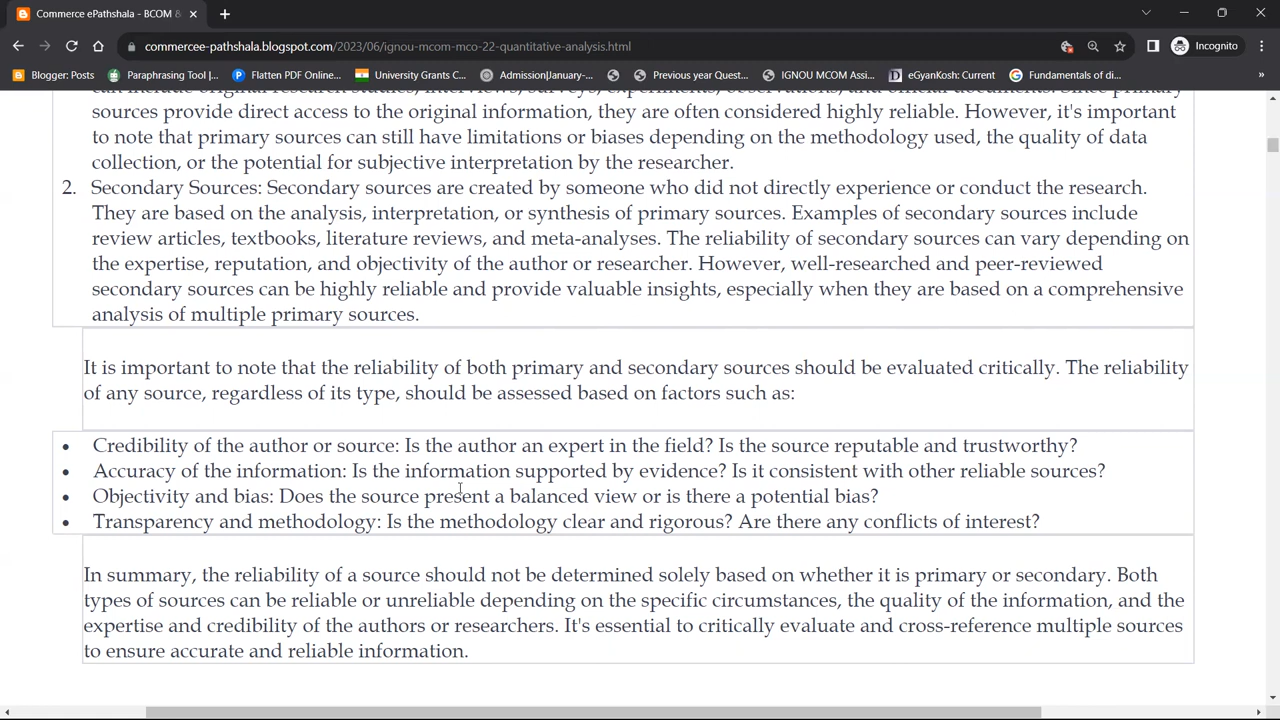 Commerce ePathshala - BCOM &
commercee-pathshala.blogspot.com/2023/06/ignou-mcom-mco-22-quantitative-analysis.html
Incognito
Blogger: Posts
Paraphrasing Tool |...
Flatten PDF Online...
University Grants C...
Admission|January-...
Previous year Quest...
IGNOU MCOM Assi...
eGyanKosh: Current
Fundamentals of di...
»
can include original research studies, interviews, surveys, experiments, observations, and official documents. Since primary
sources provide direct access to the original information, they are often considered highly reliable. However, it's important
to note that primary sources can still have limitations or biases depending on the methodology used, the quality of data
collection, or the potential for subjective interpretation by the researcher.
2. Secondary Sources: Secondary sources are created by someone who did not directly experience or conduct the research.
They are based on the analysis, interpretation, or synthesis of primary sources. Examples of secondary sources include
review articles, textbooks, literature reviews, and meta-analyses. The reliability of secondary sources can vary depending on
the expertise, reputation, and objectivity of the author or researcher. However, well-researched and peer-reviewed
secondary sources can be highly reliable and provide valuable insights, especially when they are based on a comprehensive
analysis of multiple primary sources.
It is important to note that the reliability of both primary and secondary sources should be evaluated critically. The reliability
of any source, regardless of its type, should be assessed based on factors such as:
• Credibility of the author or source: Is the author an expert in the field? Is the source reputable and trustworthy?
• Accuracy of the information: Is the information supported by evidence? Is it consistent with other reliable sources?
• Objectivity and bias: Does the source present a balanced view or is there a potential bias?
• Transparency and methodology: Is the methodology clear and rigorous? Are there any conflicts of interest?
In summary, the reliability of a source should not be determined solely based on whether it is primary or secondary. Both
types of sources can be reliable or unreliable depending on the specific circumstances, the quality of the information, and the
expertise and credibility of the authors or researchers. It's essential to critically evaluate and cross-reference multiple sources
to ensure accurate and reliable information.